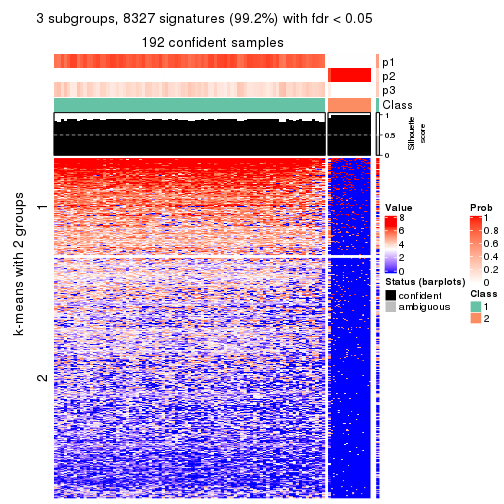 3 subgroups, 8327 signatures (99.2%) with fdr < 0.05
192 confident samples
p1
p2
p3
Class
1
0.5
0
Silhouette
score
k-means with 2 groups
1
2
Value
8
6
4
2
0
Status (barplots)
confident
ambiguous
Prob
1
0.8
0.6
0.4
0.2
0
Class
1
2